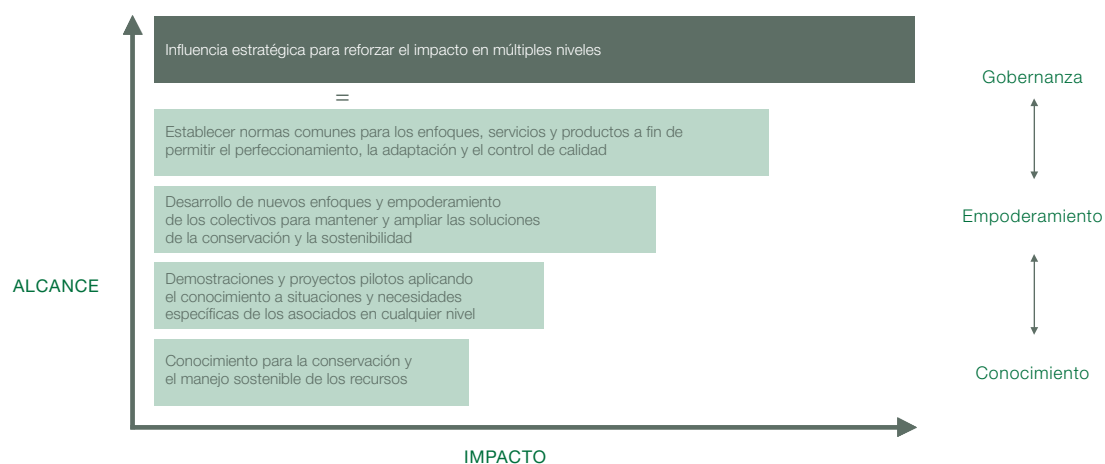 Influencia estratégica para reforzar el impacto en múltiples niveles
=
Establecer normas comunes para los enfoques, servicios y productos a fin de
permitir el perfeccionamiento, la adaptación y el control de calidad
Desarrollo de nuevos enfoques y empoderamiento
de los colectivos para mantener y ampliar las soluciones
de la conservación y la sostenibilidad
Demostraciones y proyectos pilotos aplicando
el conocimiento a situaciones y necesidades
específicas de los asociados en cualquier nivel
Conocimiento para la conservación y
el manejo sostenible de los recursos
ALCANCE
IMPACTO
Gobernanza
Empoderamiento
Conocimiento